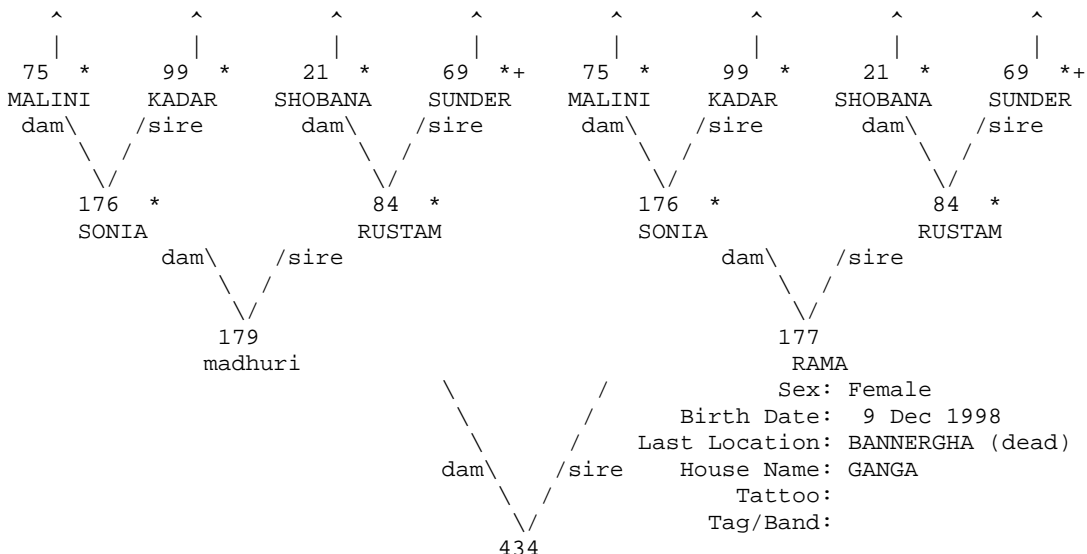 ^ ^ ^ ^ ^ ^ ^ ^
| | | | | | | |
75 * 99 * 21 * 69 *+ 75 * 99 * 21 * 69 *+
MALINI KADAR SHOBANA SUNDER MALINI KADAR SHOBANA SUNDER
dam\ /sire dam\ /sire dam\ /sire dam\ /sire
\ / \ / \ / \ /
\/ \/ \/ \/
176 * 84 * 176 * 84 *
SONIA RUSTAM SONIA RUSTAM
dam\ /sire dam\ /sire
\ / \ /
\/ \/
179 177
madhuri RAMA
\ / Sex: Female
\ / Birth Date: 9 Dec 1998
\ / Last Location: BANNERGHA (dead)
dam\ /sire House Name: GANGA
\ / Tattoo:
\/ Tag/Band:
434